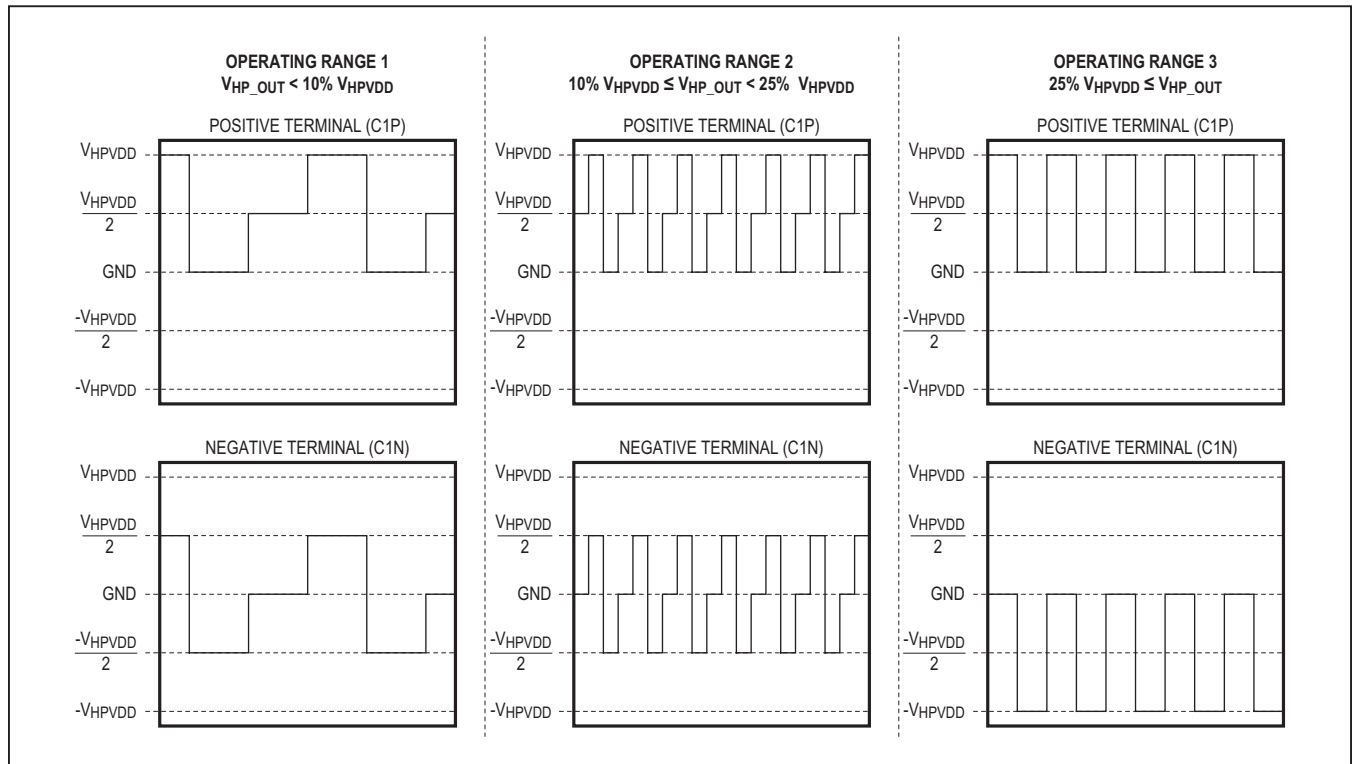 OPERATING RANGE 1
VHP_OUT < 10% VHPVDD
POSITIVE TERMINAL (C1P)
VHPVDD
VHPVDD
2
GND
-VHPVDD
2
-VHPVDD
NEGATIVE TERMINAL (C1N)
VHPVDD
VHPVDD
2
GND
-VHPVDD
2
-VHPVDD
OPERATING RANGE 2
10% VHPVDD ≤ VHP_OUT < 25% VHPVDD
POSITIVE TERMINAL (C1P)
VHPVDD
VHPVDD
2
GND
-VHPVDD
2
-VHPVDD
NEGATIVE TERMINAL (C1N)
VHPVDD
VHPVDD
2
GND
-VHPVDD
2
-VHPVDD
OPERATING RANGE 3
25% VHPVDD ≤ VHP_OUT
POSITIVE TERMINAL (C1P)
VHPVDD
VHPVDD
2
GND
-VHPVDD
2
-VHPVDD
NEGATIVE TERMINAL (C1N)
VHPVDD
VHPVDD
2
GND
-VHPVDD
2
-VHPVDD